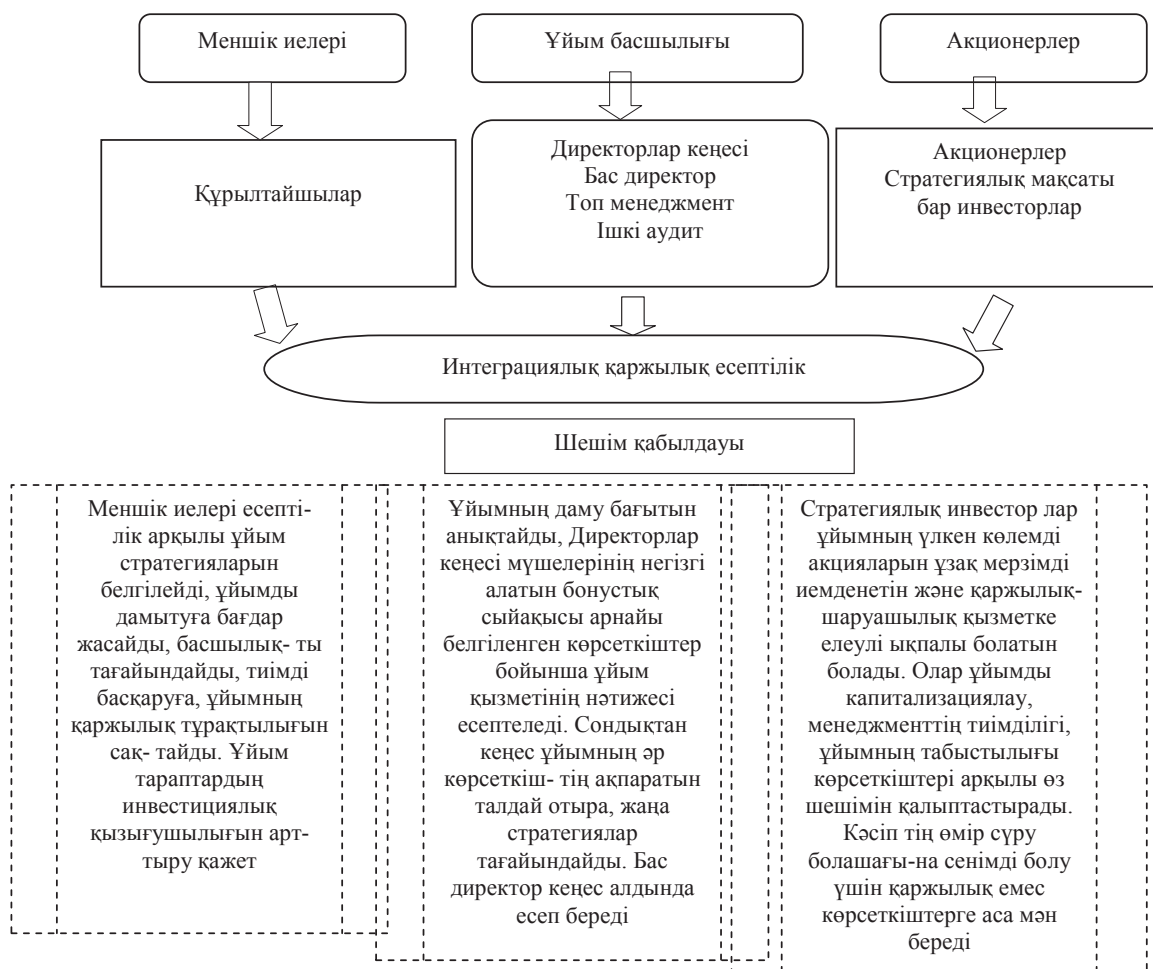 Меншік иелері
Ұйым басшылығы
Акционерлер
Құрылтайшылар
Директорлар кеңесі
Бас директор
Топ менеджмент
Ішкі аудит
Акционерлер
Стратегиялық мақсаты
бар инвесторлар
Интеграциялық қаржылық есептілік
Шешім қабылдауы
Меншік иелері есепті-
лік арқылы ұйым
стратегияларын
белгілейді, ұйымды
дамытуға бағдар
жасайды, басшылық- ты
тағайындайды, тиімді
басқаруға, ұйымның
қаржылық тұрақтылығын
сақ- тайды. Ұйым
тараптардың
инвестициялық
қызығушылығын арт-
тыру қажет
Ұйымның даму бағытын
анықтайды, Директорлар
кеңесі мүшелерінің негізгі
алатын бонустық
сыйақысы арнайы
белгіленген көрсеткіштер
бойынша ұйым
қызметінің нәтижесі
есептеледі. Сондықтан
кеңес ұйымның әр
көрсеткіш- тің ақпаратын
талдай отыра, жаңа
стратегиялар
тағайындайды. Бас
директор кеңес алдында
есеп береді
Стратегиялық инвестор лар
ұйымның үлкен көлемді
акцияларын ұзақ мерзімді
иемденетін және қаржылық-
шаруашылық қызметке
елеулі ықпалы болатын
болады. Олар ұйымды
капитализациялау,
менеджменттің тиімділігі,
ұйымның табыстылығы
көрсеткіштері арқылы өз
шешімін қалыптастырады.
Кәсіп тің өмір сүру
болашағы-на сенімді болу
үшін қаржылық емес
көрсеткіштерге аса мән
береді